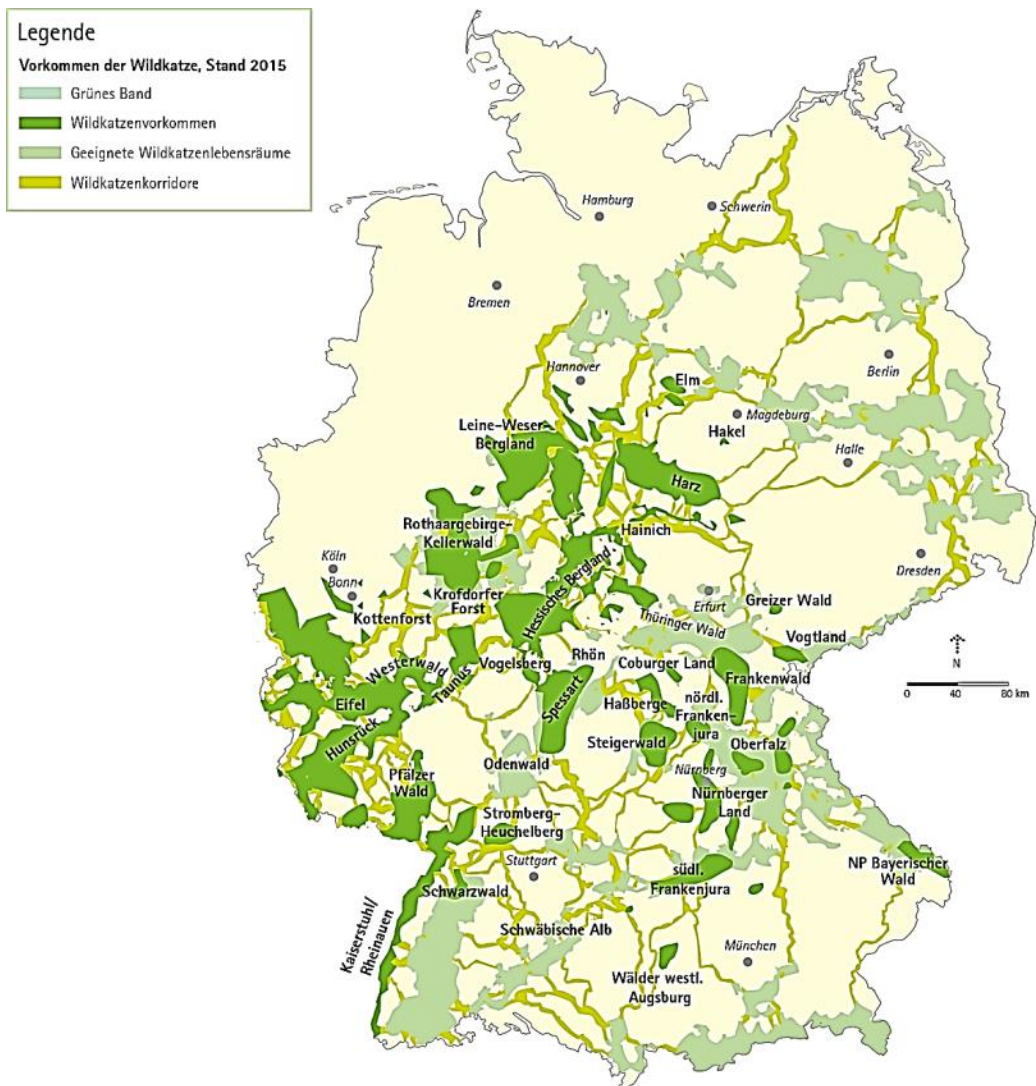 Legende
Vorkommen der Wildkatze, Stand 2015
Grünes Band
Wildkatzenvorkommen
Geeignete Wildkatzenlebensräume
Wildkatzenkorridore
Hamburg
Schwerin
Bremen
Berlin
Hannover
Elm
Magdeburg
Leine-Weser
Bergland
Hakel
Halle
Harz
Rothaargebirge-
Kellerwald
Hainich
Köln
Hessisches Bergland
Dresden
Bonn
Krofdorfer
Forst
Erfurt
Greizer Wald
Kottenforst
Thüringer Wald
Vogtland
N
Westerwald
Vogelsberg
Rhön
Coburger Land
Frankenwald
Taunus
0 40 80 km
Eifel
Spessart
Haßberge
nördl.
Franken-
jura
Hunsrück
Steigerwald
Oberfalz
Odenwald
Nürnberg
Pfälzer
Wald
Nürnberger
Land
Stromberg-
Heuchelberg
Stuttgart
südl.
Frankenjura
NP Bayerischer
Wald
Schwarzwald
Kaiserstuhl/
Rheinauen
Schwäbische Alb
München
Wälder westl.
Augsburg